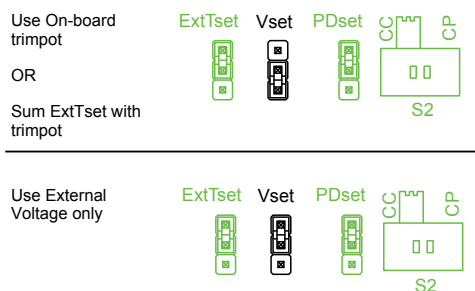 Use On-board
trimpot
OR
Sum ExtTset with
trimpot
ExtTset Vset PDset CC CP
S2
Use External
Voltage only
ExtTset Vset PDset CC CP
S2